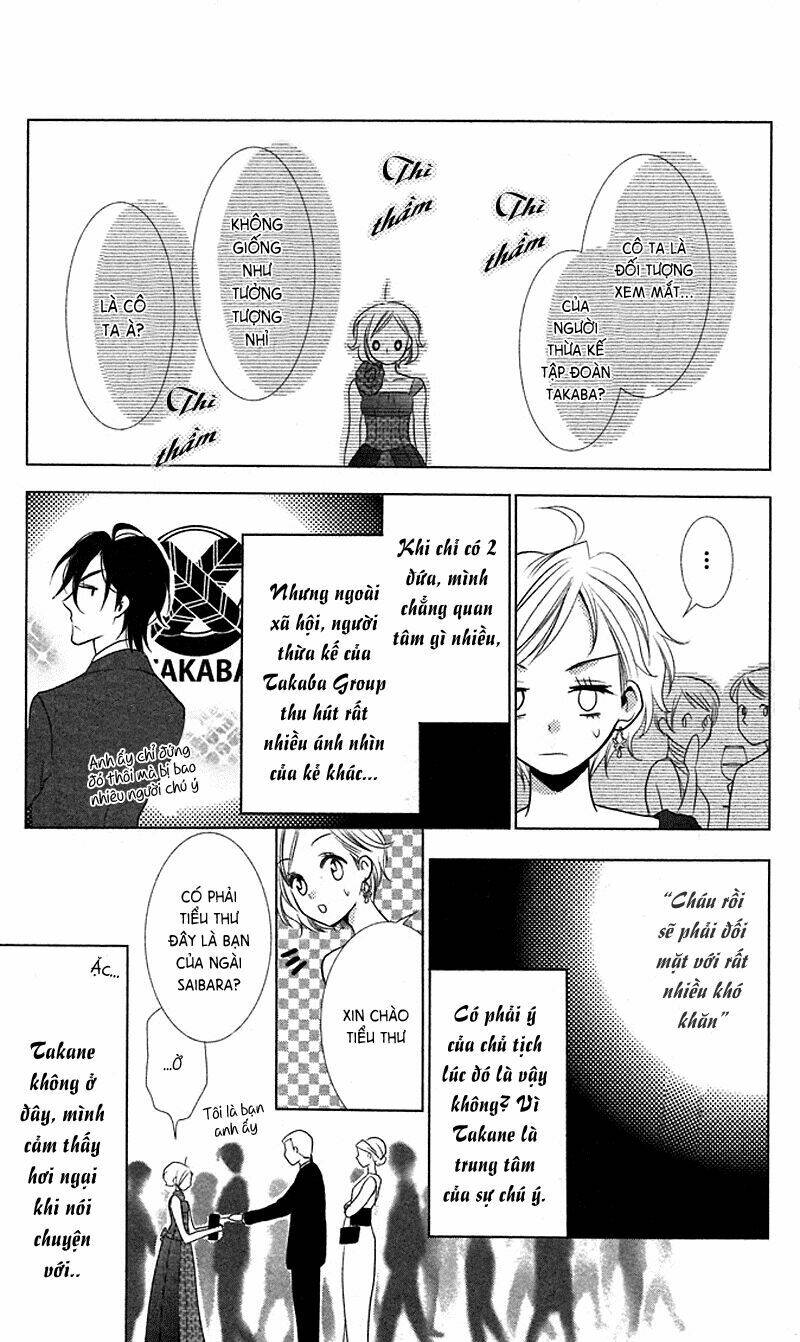 CÔ TA LÀ
ĐỐI TƯỢNG
XEM MẮT...
CỦA
NGƯỜI
THỪA KẾ
TẬP ĐOÀN
TAKABA?
Thì
thầm
Thì
thầm
KHÔNG
GIỐNG
NHƯ
TƯỞNG
TƯỢNG
NHỈ
LÀ CÔ
TA À?
Thì
thầm
...
Khi chỉ có 2
đứa, mình
chẳng quan
tâm gì nhiều,
Nhưng ngoài
xã hội, người
thừa kế của
Takaba Group
thu hút rất
nhiều ánh nhìn
của kẻ khác...
TAKABA
Anh ấy chỉ đứng
đó thôi mà bị bao
nhiêu người chú ý
"Cháu rồi
sẽ phải đối
mặt với rất
nhiều khó
khăn"
Có phải ý
của chủ tịch
lúc đó là vậy
không? Vì
Takane là
trung tâm
của sự chú ý.
XIN CHÀO
TIỂU THƯ
CÓ PHẢI
TIỂU THƯ
ĐÂY LÀ BẠN
CỦA NGÀI
SAIBARA?
...Ờ
Tôi là bạn
anh ấy
Ặc...
Takane
không ở
đây, mình
cảm thấy
hơi ngại
khi nói
chuyện
với..